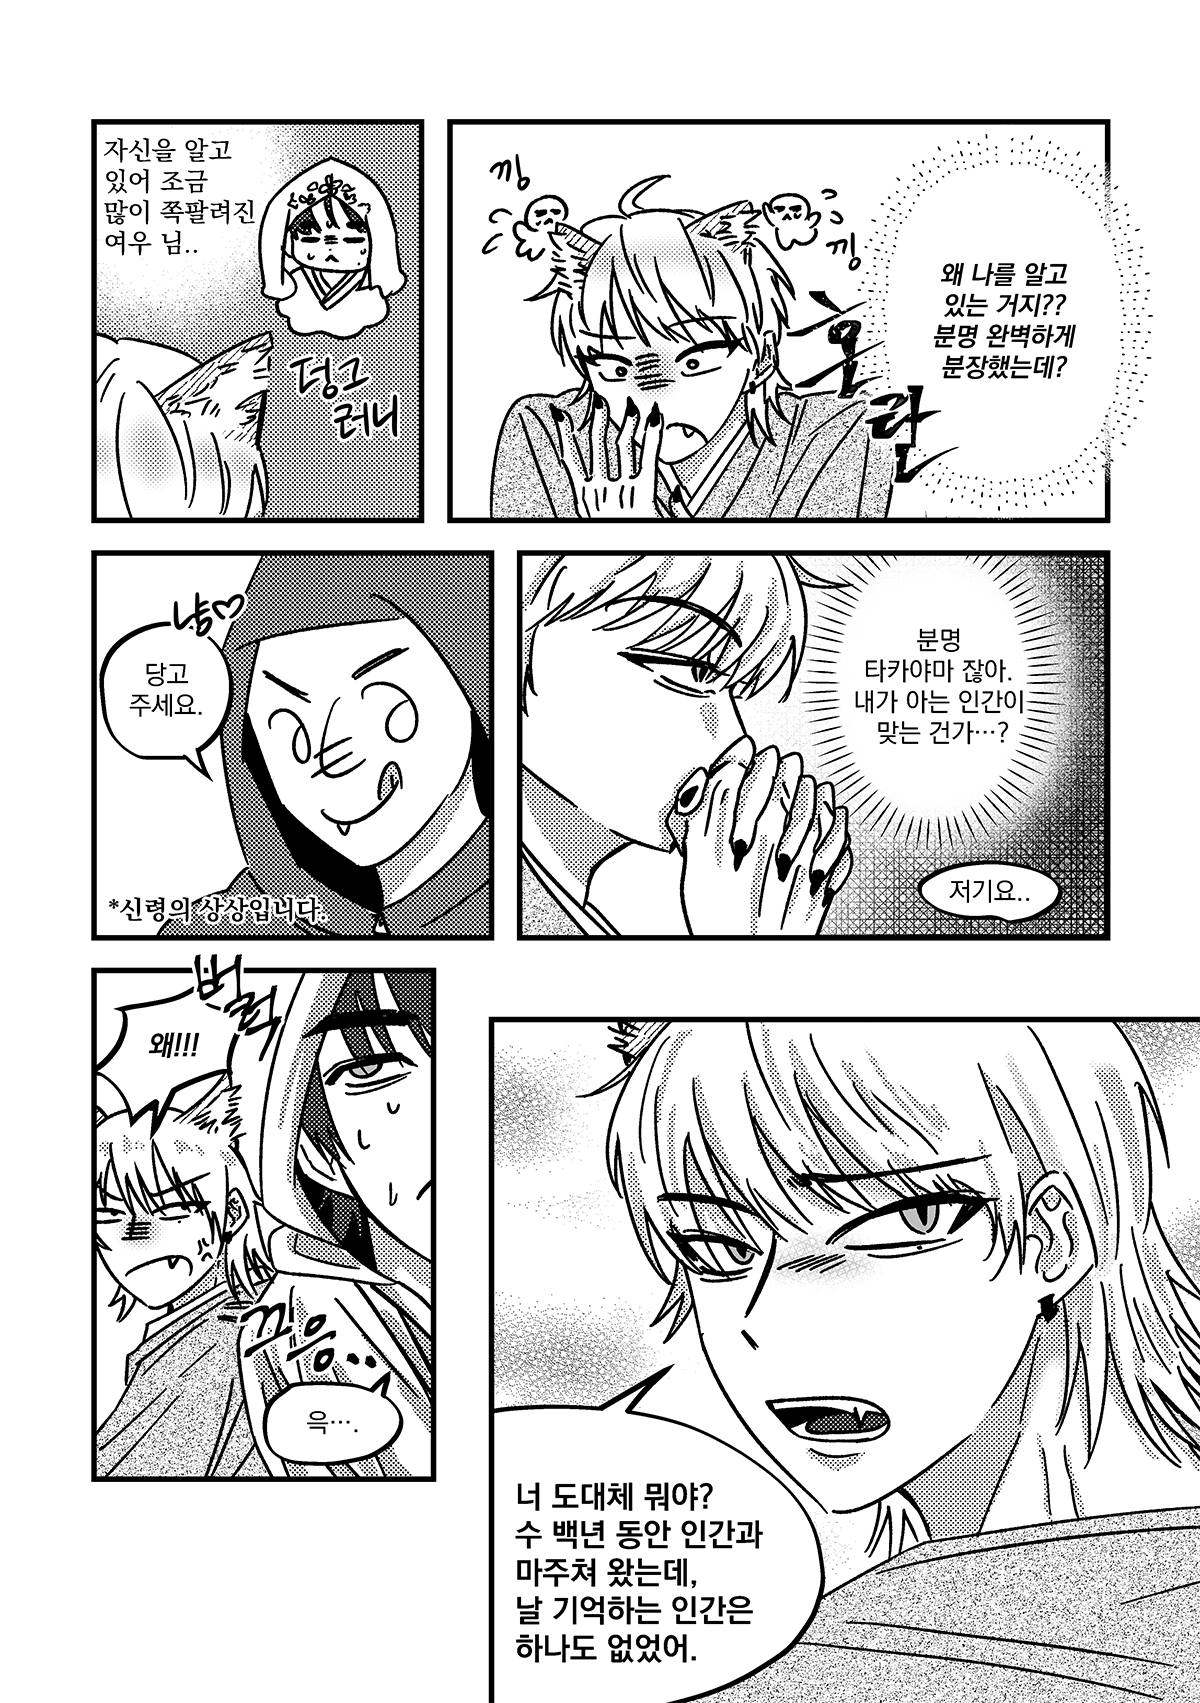 자신을 알고
있어 조금
많이 쪽팔려진
여우 님..
덩그
러니
낑
낑
호
라
왜 나를 알고
있는 거지??
분명 완벽하게
분장했는데?
냠♡
당고
주세요.
*신령의 상상입니다.
분명
타카야마 잖아.
내가 아는 인간이
맞는 건가…?
저기요..
버럭
왜!!!
끄응..
윽….
너 도대체 뭐야?
수 백년 동안 인간과
마주쳐 왔는데,
날 기억하는 인간은
하나도 없었어.